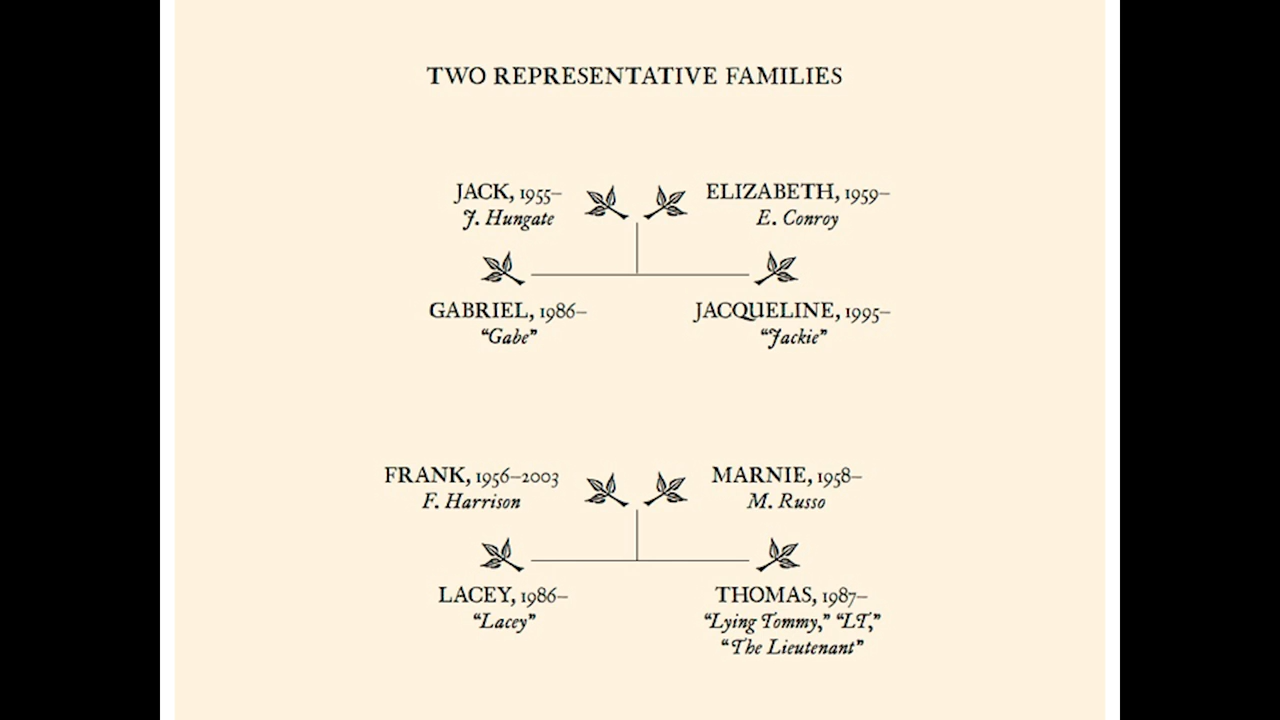 TWO REPRESENTATIVE FAMILIES
JACK, 1955–
J. Hungate
ELIZABETH, 1959–
E. Conroy
GABRIEL, 1986–
“Gabe”
JACQUELINE, 1995–
“Jackie”
FRANK, 1956–2003
F. Harrison
MARNIE, 1958–
M. Russo
LACEY, 1986–
“Lacey”
THOMAS, 1987–
“Lying Tommy,” “LT,”
“The Lieutenant”